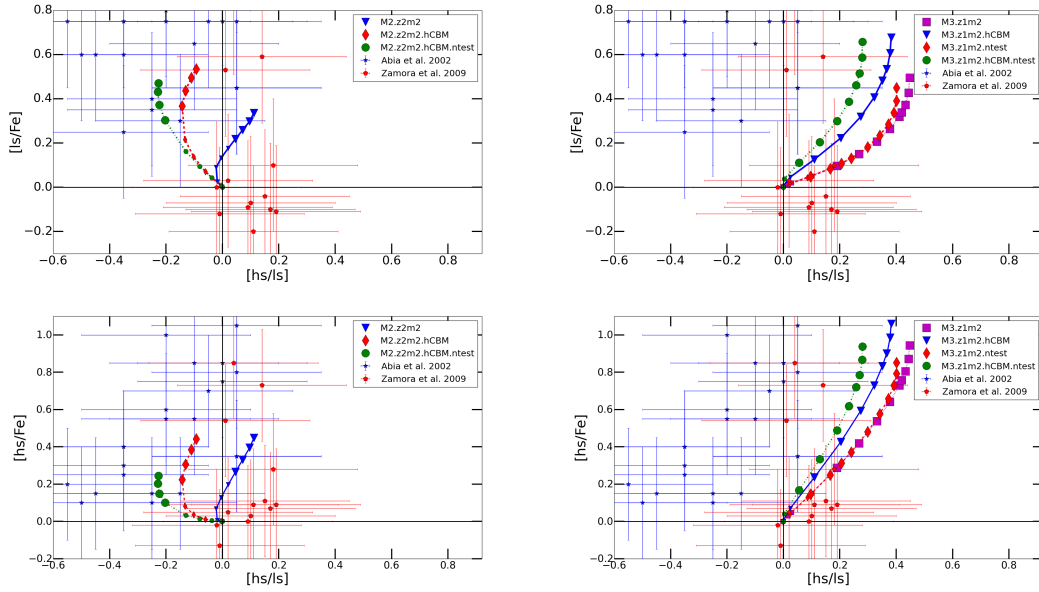 0.8
0.6
0.4
0.2
0.0
−0.2
[ls/Fe]
−0.6 −0.4 −0.2 0.0 0.2 0.4 0.6 0.8
[hs/ls]
M2.z2m2
M2.z2m2.hCBM
M2.z2m2.hCBM.ntest
Abia et al. 2002
Zamora et al. 2009
0.8
0.6
0.4
0.2
0.0
−0.2
[ls/Fe]
−0.6 −0.4 −0.2 0.0 0.2 0.4 0.6 0.8
[hs/ls]
M3.z1m2
M3.z1m2.hCBM
M3.z1m2.ntest
M3.z1m2.hCBM.ntest
Abia et al. 2002
Zamora et al. 2009
1.0
0.8
0.6
0.4
0.2
0.0
−0.2
[hs/Fe]
−0.6 −0.4 −0.2 0.0 0.2 0.4 0.6 0.8
[hs/ls]
M2.z2m2
M2.z2m2.hCBM
M2.z2m2.hCBM.ntest
Abia et al. 2002
Zamora et al. 2009
1.0
0.8
0.6
0.4
0.2
0.0
−0.2
[hs/Fe]
−0.6 −0.4 −0.2 0.0 0.2 0.4 0.6 0.8
[hs/ls]
M3.z1m2
M3.z1m2.hCBM
M3.z1m2.ntest
M3.z1m2.hCBM.ntest
Abia et al. 2002
Zamora et al. 2009